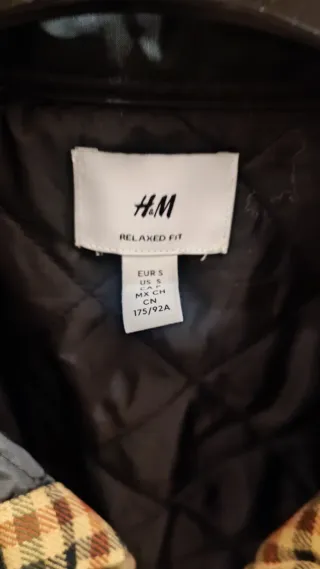 H&M
RELAXED FIT
EUR S
US S
CA P
MX CH
CN
175/92A